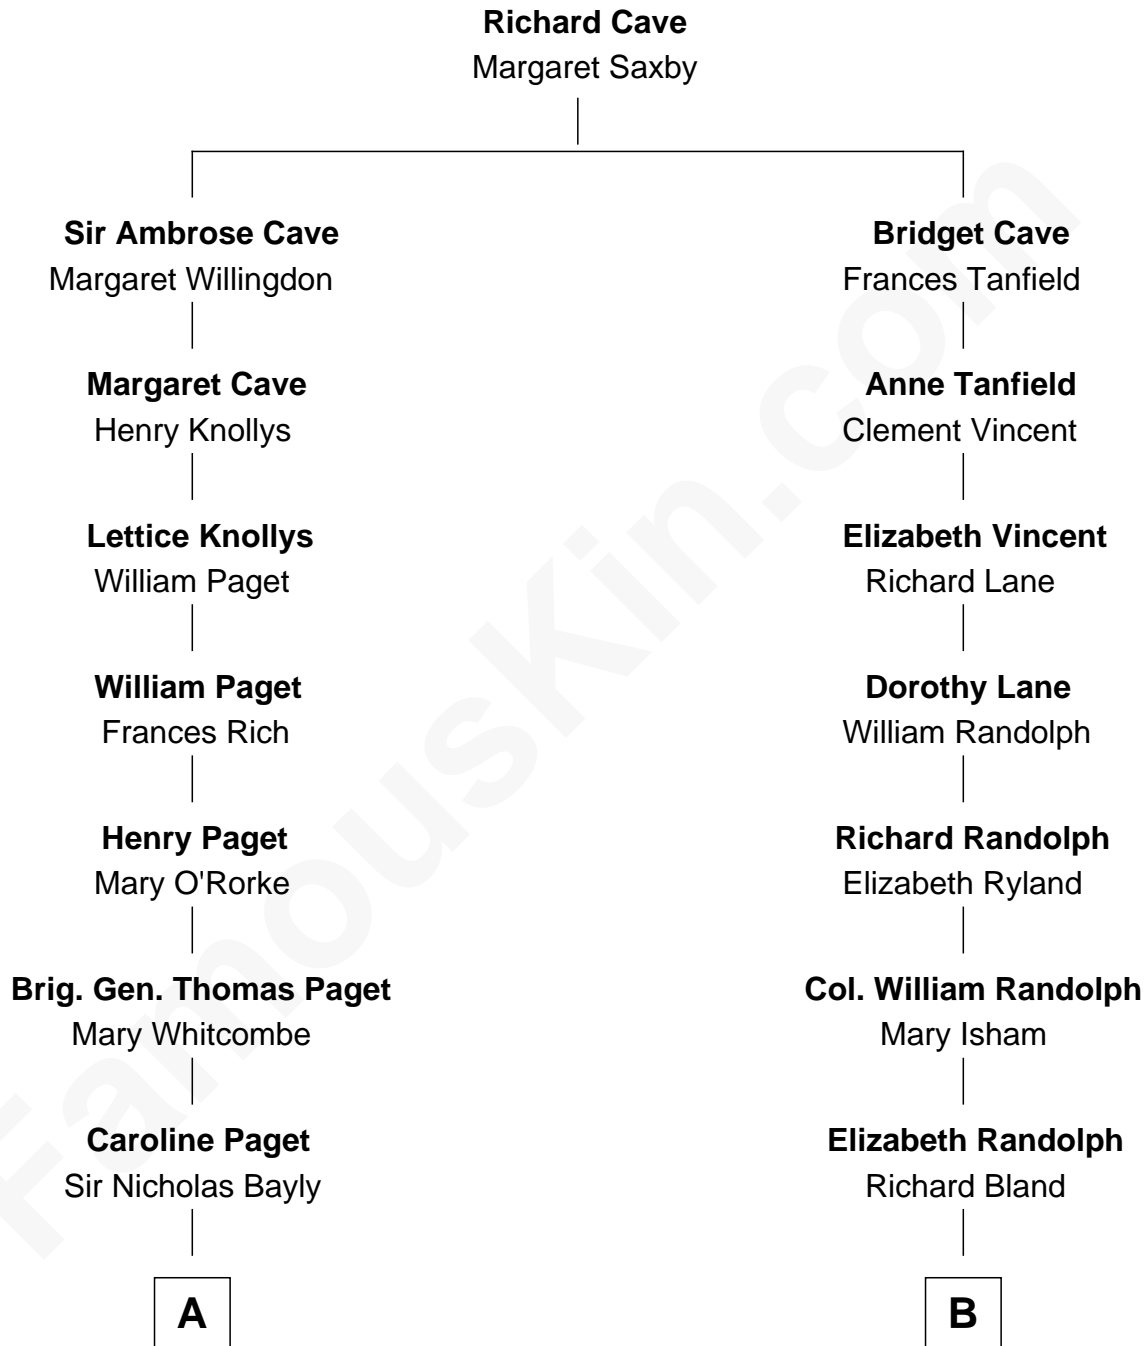 Richard Cave
Margaret Saxby
Sir Ambrose Cave
Margaret Willingdon
Bridget Cave
Frances Tanfield
Margaret Cave
Henry Knollys
Anne Tanfield
Clement Vincent
Lettice Knollys
William Paget
Elizabeth Vincent
Richard Lane
William Paget
Frances Rich
Dorothy Lane
William Randolph
Henry Paget
Mary O'Rorke
Richard Randolph
Elizabeth Ryland
Brig. Gen. Thomas Paget
Mary Whitcombe
Col. William Randolph
Mary Isham
Caroline Paget
Sir Nicholas Bayly
Elizabeth Randolph
Richard Bland
A
B
FamousKin.com